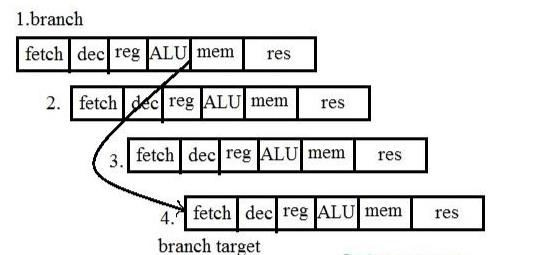 1.branch
fetch dec reg ALU mem res
2. fetch dec reg ALU mem res
3. fetch dec reg ALU mem res
4. fetch dec reg ALU mem res
branch target